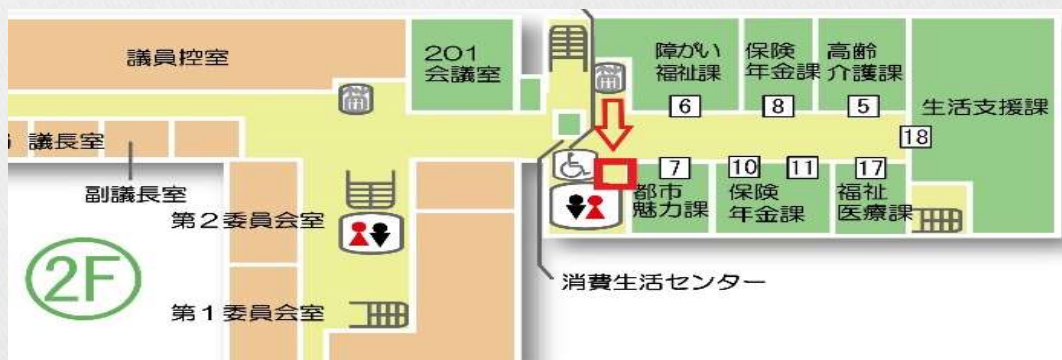 議員控室
201
会議室
障がい
福祉課
保険
年金課
高齢
介護課
6
8
5
生活支援課
18
議長室
副議長室
7
10
11
17
都市
魅力課
保険
年金課
福祉
医療課
第2委員会室
2F
消費生活センター
第1委員会室